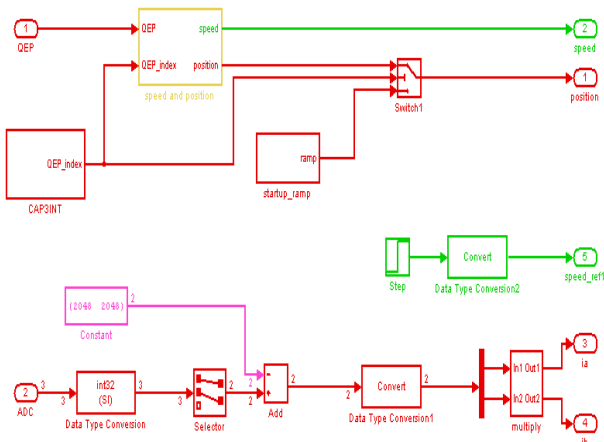 1
QEP
QEP
speed
QEP_index
position
speed and position
2
speed
1
position
Switch1
QEP_index
CAP3INT
ramp
startup_ramp
Step
Convert
Data Type Conversion2
5
speed_ref1
(2048 2048)
2
Constant
2
ADC
3
3
int32
(SI)
Data Type Conversion
3
3
Selector
2
2
2
-
+
Add
2
2
Convert
Data Type Conversion1
2
In1 Out1
In2 Out2
multiply
3
ia
4